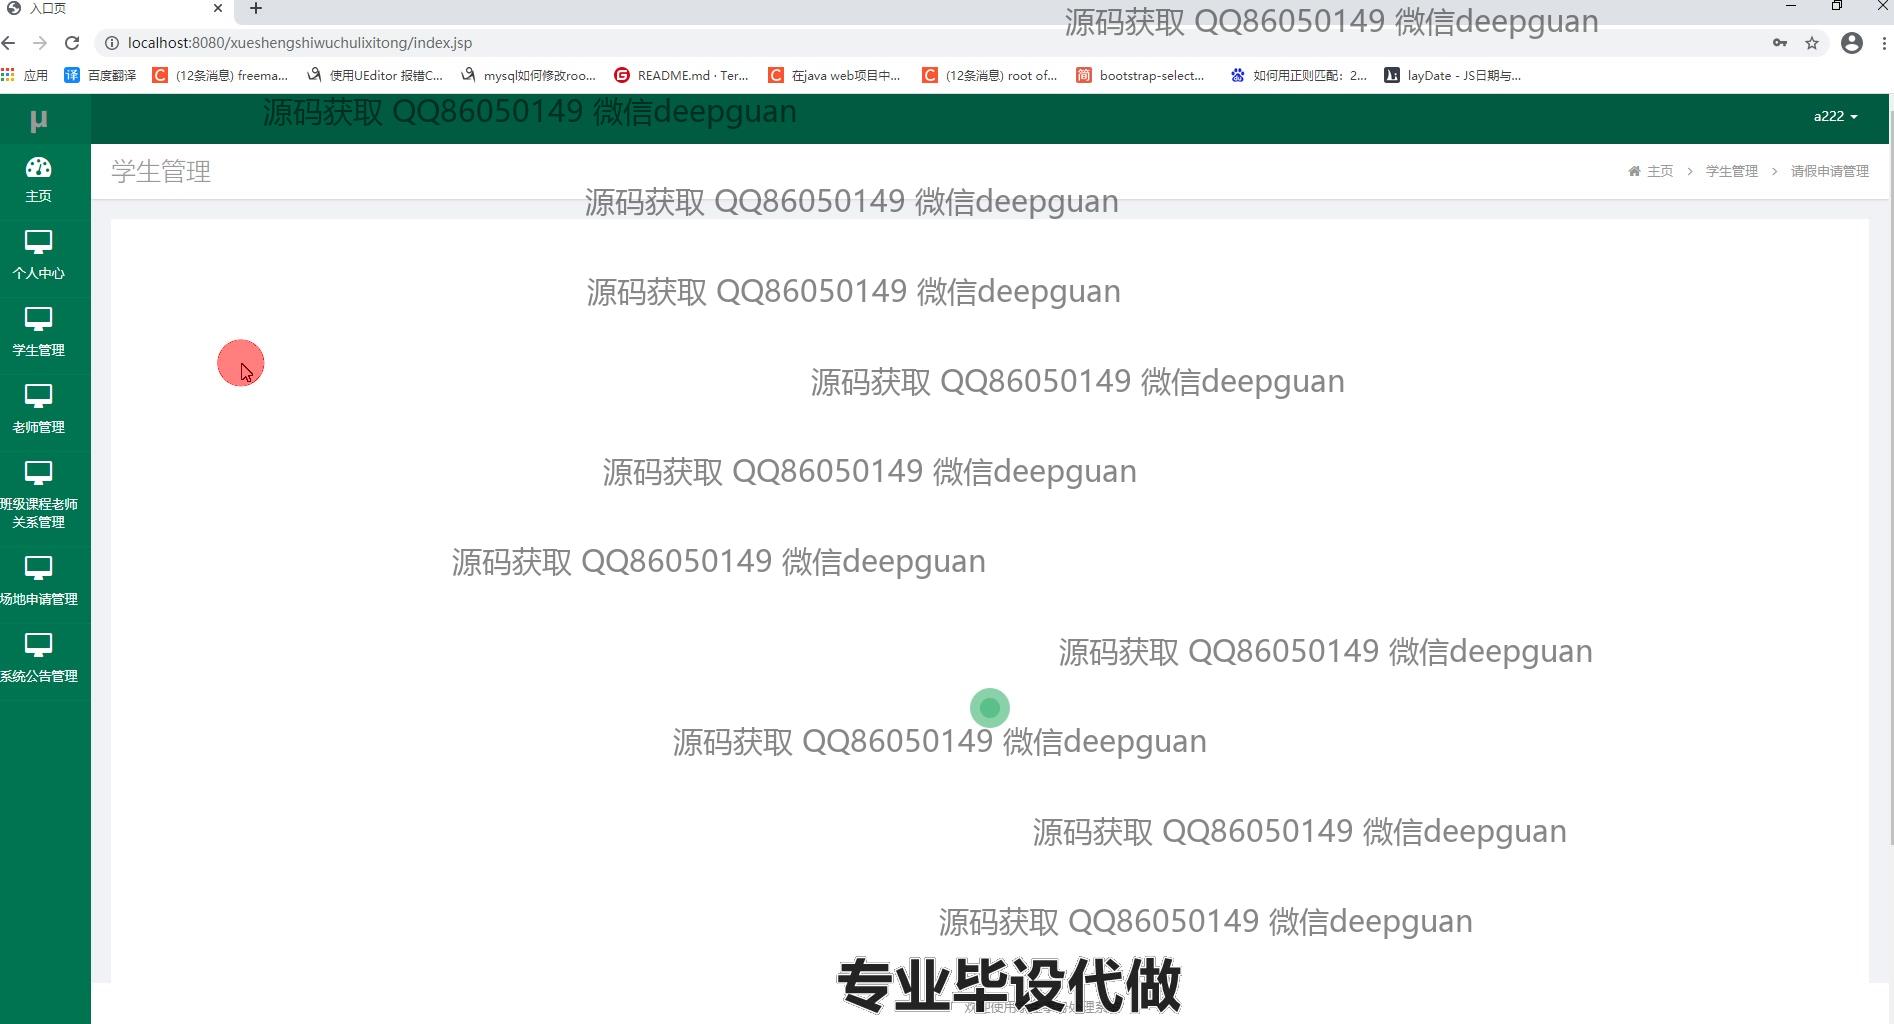 入口页
源码获取 QQ86050149 微信deepguan
localhost:8080/xueshengshiwuchulixitong/index.jsp
应用 译 百度翻译 C (12条消息) freema... 使用UEditor 报错C... mysql如何修改roo... G README.md · Ter... C 在java web项目中... C (12条消息) root of... 简 bootstrap-select... 如何用正则匹配：2... layDate - JS日期与...
μ
源码获取 QQ86050149 微信deepguan
a222
学生管理
主页 > 学生管理 > 请假申请管理
主页
源码获取 QQ86050149 微信deepguan
个人中心
源码获取 QQ86050149 微信deepguan
学生管理
源码获取 QQ86050149 微信deepguan
老师管理
源码获取 QQ86050149 微信deepguan
班级课程老师
关系管理
源码获取 QQ86050149 微信deepguan
场地申请管理
源码获取 QQ86050149 微信deepguan
系统公告管理
源码获取 QQ86050149 微信deepguan
源码获取 QQ86050149 微信deepguan
源码获取 QQ86050149 微信deepguan
专业毕设代做